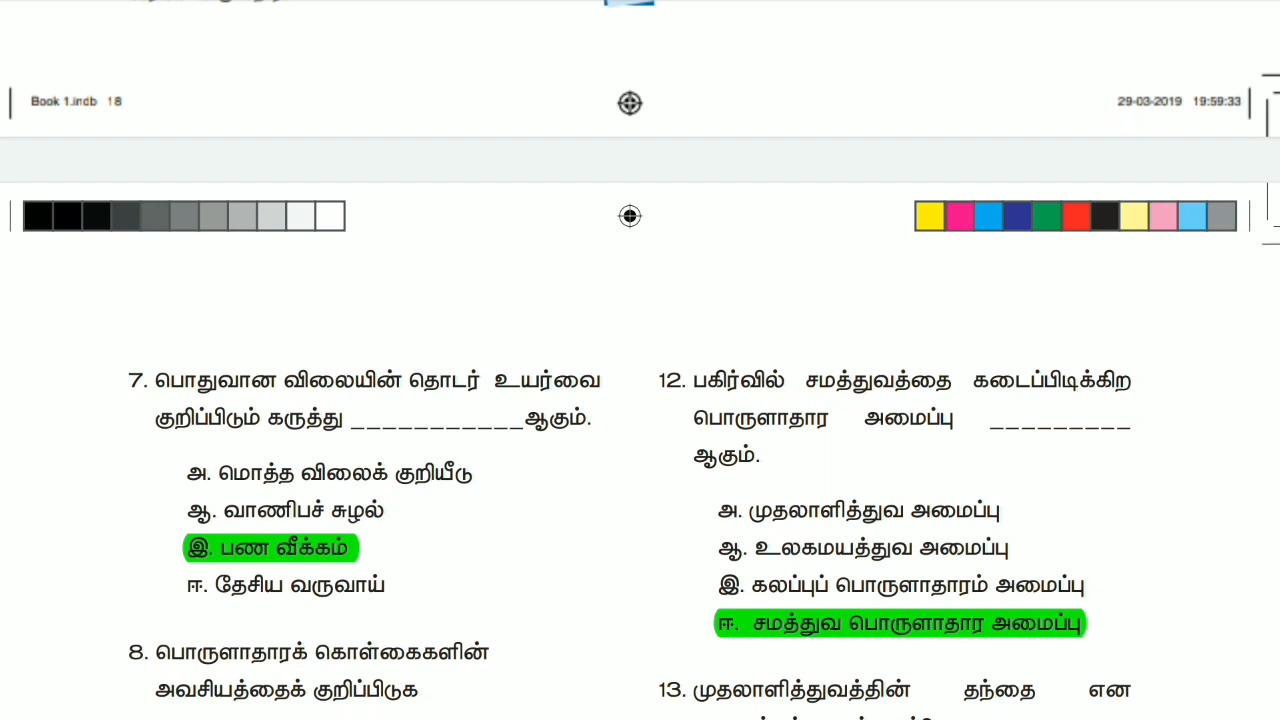 Book 1.indb 18
29-03-2019 19:59:33
7. பொதுவான விலையின் தொடர் உயர்வை
குறிப்பிடும் கருத்து ____________ஆகும்.
அ. மொத்த விலைக் குறியீடு
ஆ. வாணிபச் சுழல்
இ. பண வீக்கம்
ஈ. தேசிய வருவாய்
8. பொருளாதாரக் கொள்கைகளின்
அவசியத்தைக் குறிப்பிடுக
12. பகிர்வில் சமத்துவத்தை கடைப்பிடிக்கிற
பொருளாதார அமைப்பு _________
ஆகும்.
அ. முதலாளித்துவ அமைப்பு
ஆ. உலகமயத்துவ அமைப்பு
இ. கலப்புப் பொருளாதாரம் அமைப்பு
ஈ. சமத்துவ பொருளாதார அமைப்பு
13. முதலாளித்துவத்தின் தந்தை என